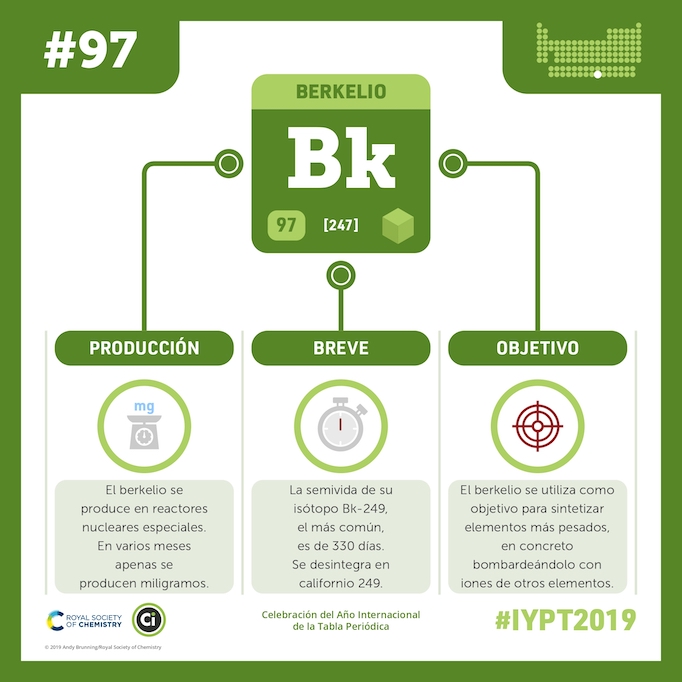 #97
BERKELIO
Bk
97 [247]
PRODUCCIÓN
mg
El berkelio se
produce en reactores
nucleares especiales.
En varios meses
apenas se
producen miligramos.
BREVE
La semivida de su
isótopo Bk-249,
el más común,
es de 330 días.
Se desintegra en
californio 249.
OBJETIVO
El berkelio se utiliza como
objetivo para sintetizar
elementos más pesados,
en concreto
bombardeándolo con
iones de otros elementos.
ROYAL SOCIETY
OF CHEMISTRY
Ci
Celebración del Año Internacional
de la Tabla Periódica
#IYPT2019
© 2019 Andy Brunning/Royal Society of Chemistry